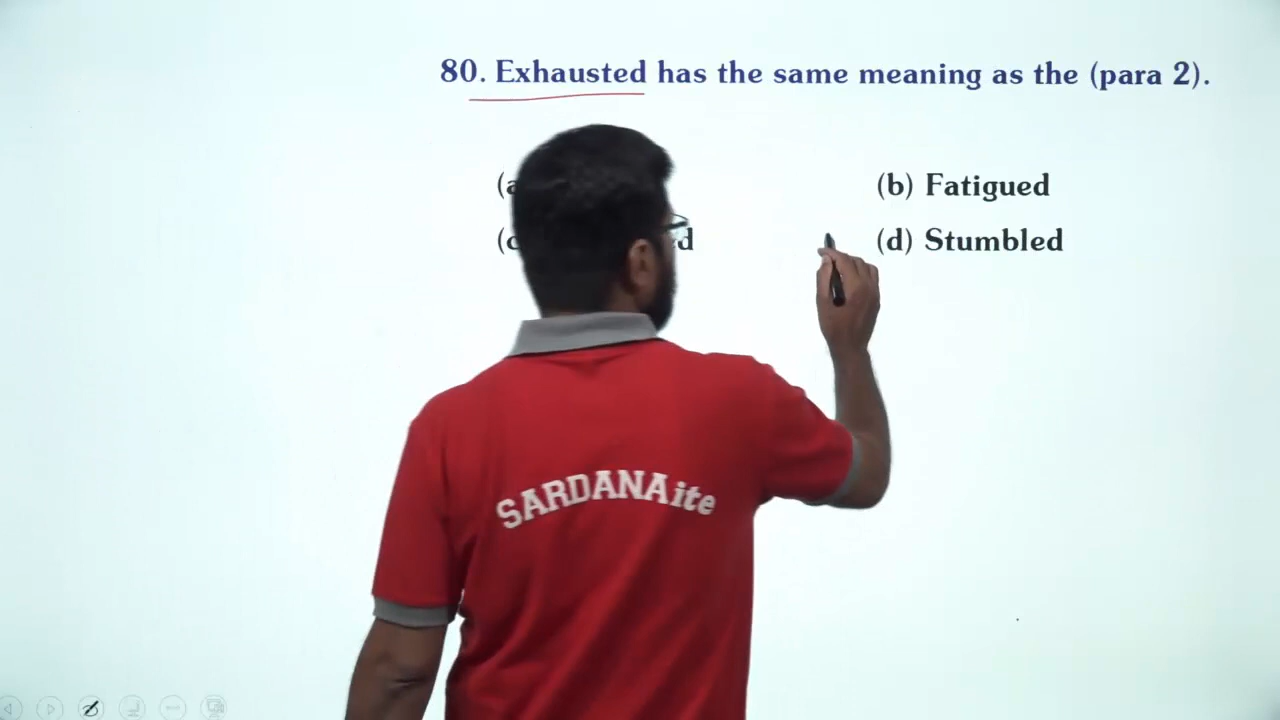 80. Exhausted has the same meaning as the (para 2).
(b) Fatigued
(d) Stumbled
SARDANAite